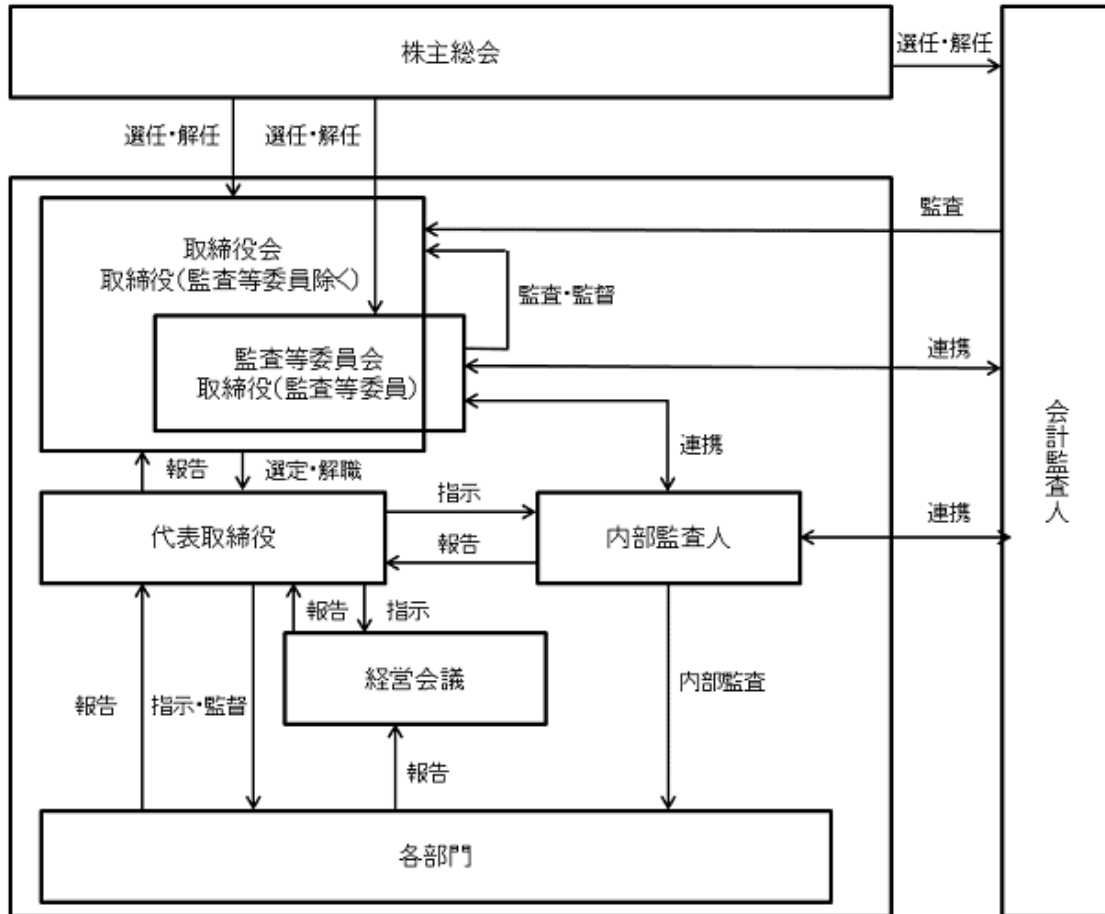 株主総会
選任・解任
選任・解任
選任・解任
監査
取締役会
取締役(監査等委員除く)
監査・監督
監査等委員会
取締役(監査等委員)
連携
連携
会計監査人
報告
選定・解職
代表取締役
指示
報告
内部監査人
連携
報告
指示
経営会議
報告
指示・監督
内部監査
報告
各部門